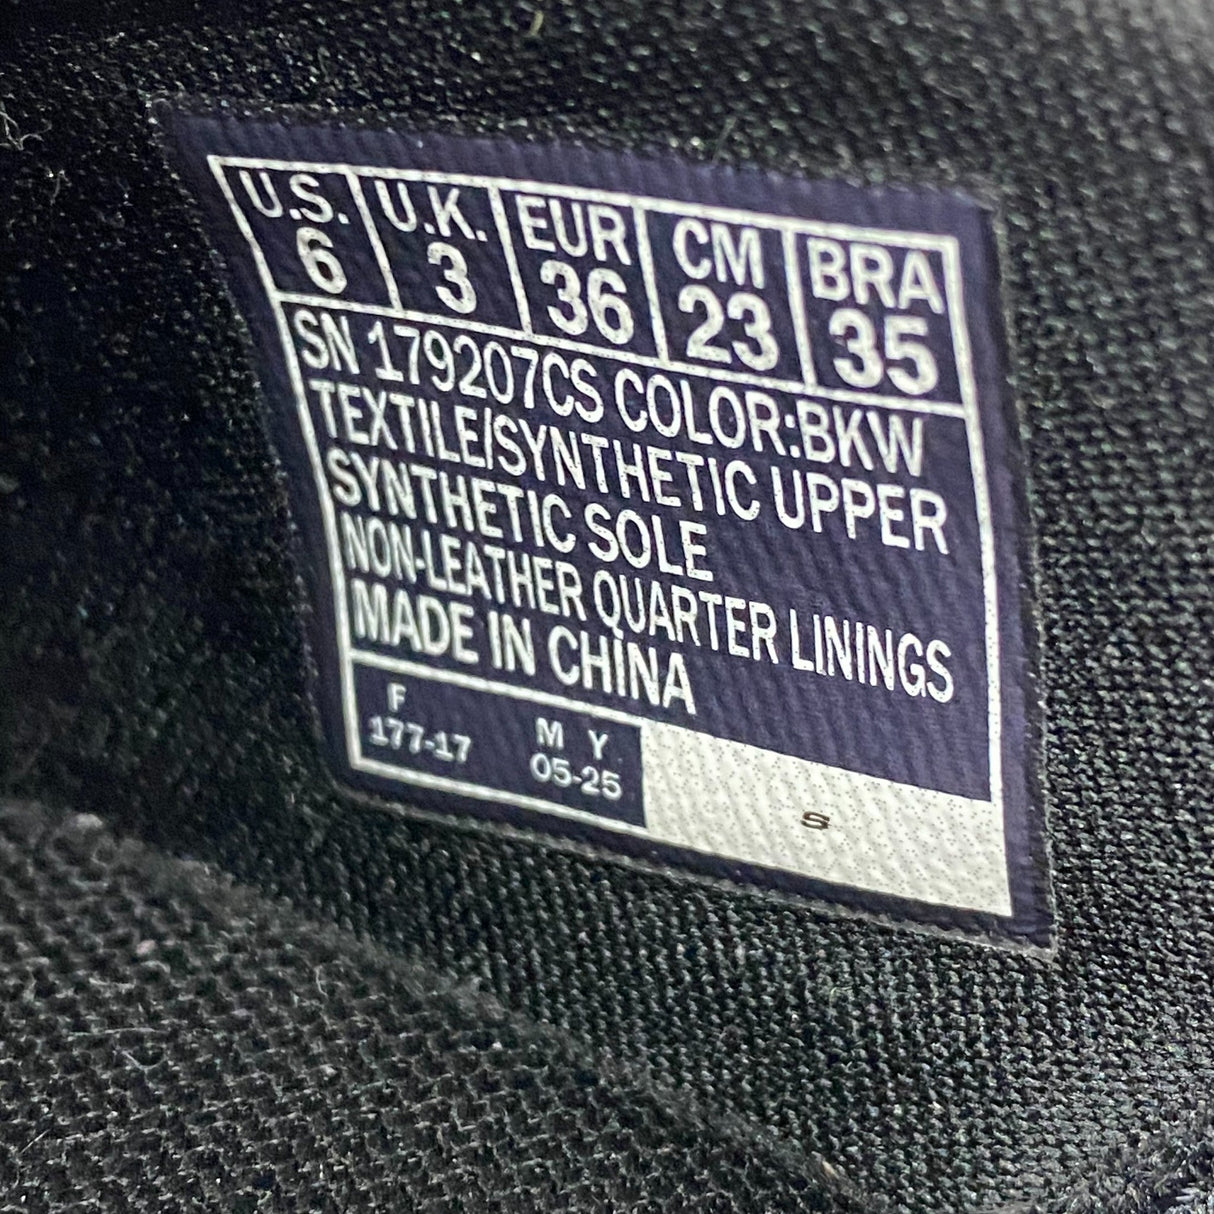 U.S. U.K. EUR CM BRA
6 3 36 23 35
SN 179207CS COLOR:BKW
TEXTILE/SYNTHETIC UPPER
SYNTHETIC SOLE
NON-LEATHER QUARTER LININGS
MADE IN CHINA
F M Y
177-17 05-25
S